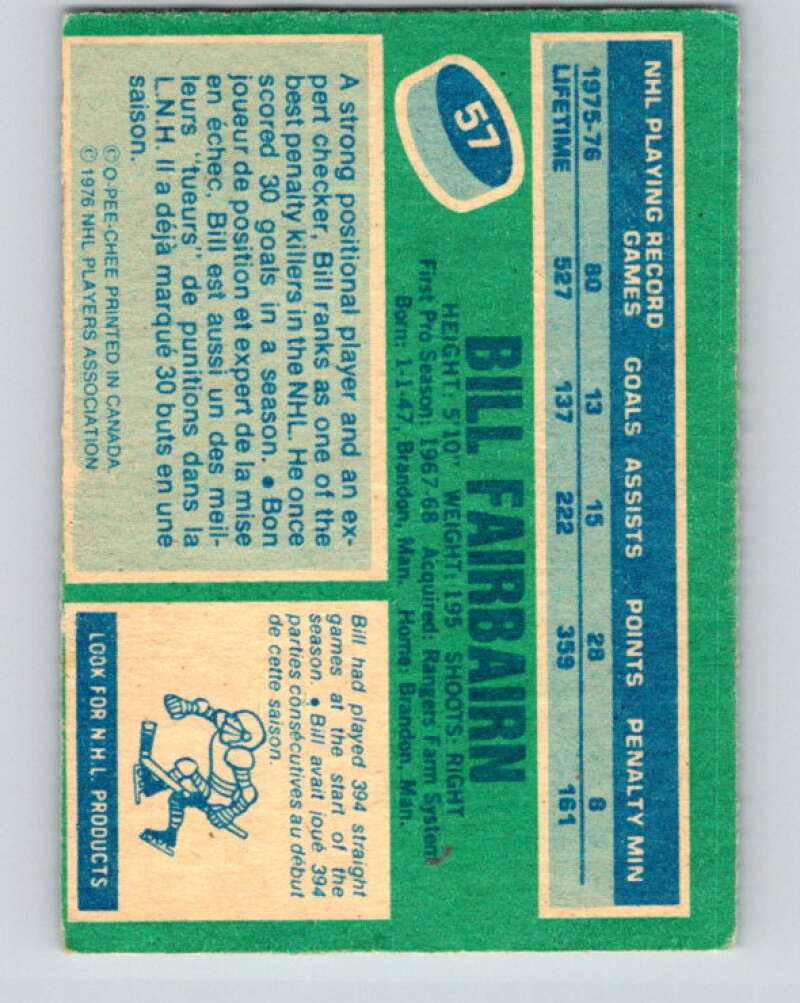 NHL PLAYING RECORD
GAMES GOALS ASSISTS POINTS PENALTY MIN
1975-76 80 13 15 28 8
LIFETIME 527 137 222 359 161
57
BILL FAIRBAIRN
HEIGHT: 5'10" WEIGHT: 195 SHOOTS: RIGHT
First Pro Season: 1967-68 Acquired: Rangers Farm System
Born: 1-1-47, Brandon, Man. Home: Brandon, Man.
A strong positional player and an ex-
pert checker, Bill ranks as one of the
best penalty killers in the NHL. He once
scored 30 goals in a season. • Bon
joueur de position et expert de la mise
en échec, Bill est aussi un des meil-
leurs "tueurs" de punitions dans la
L.N.H. Il a déjà marqué 30 buts en une
saison.
© O-PEE-CHEE PRINTED IN CANADA.
© 1976 NHL PLAYERS ASSOCIATION
Bill had played 394 straight
games at the start of the
season. • Bill avait joué 394
parties consécutives au début
de cette saison.
LOOK FOR N.H.L. PRODUCTS